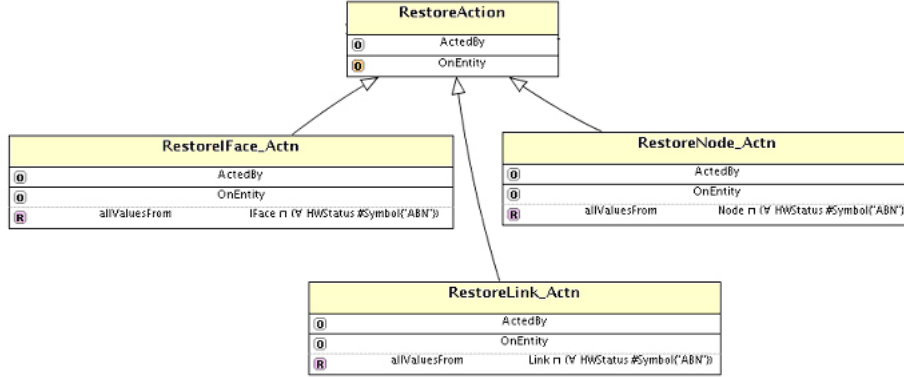 RestoreAction
O ActedBy
O OnEntity
RestoreIFace_Actn
O ActedBy
O OnEntity
R allValuesFrom IFace ⊓ (∀ HWStatus #Symbol("ABN"))
RestoreNode_Actn
O ActedBy
O OnEntity
R allValuesFrom Node ⊓ (∀ HWStatus #Symbol("ABN"))
RestoreLink_Actn
O ActedBy
O OnEntity
R allValuesFrom Link ⊓ (∀ HWStatus #Symbol("ABN"))